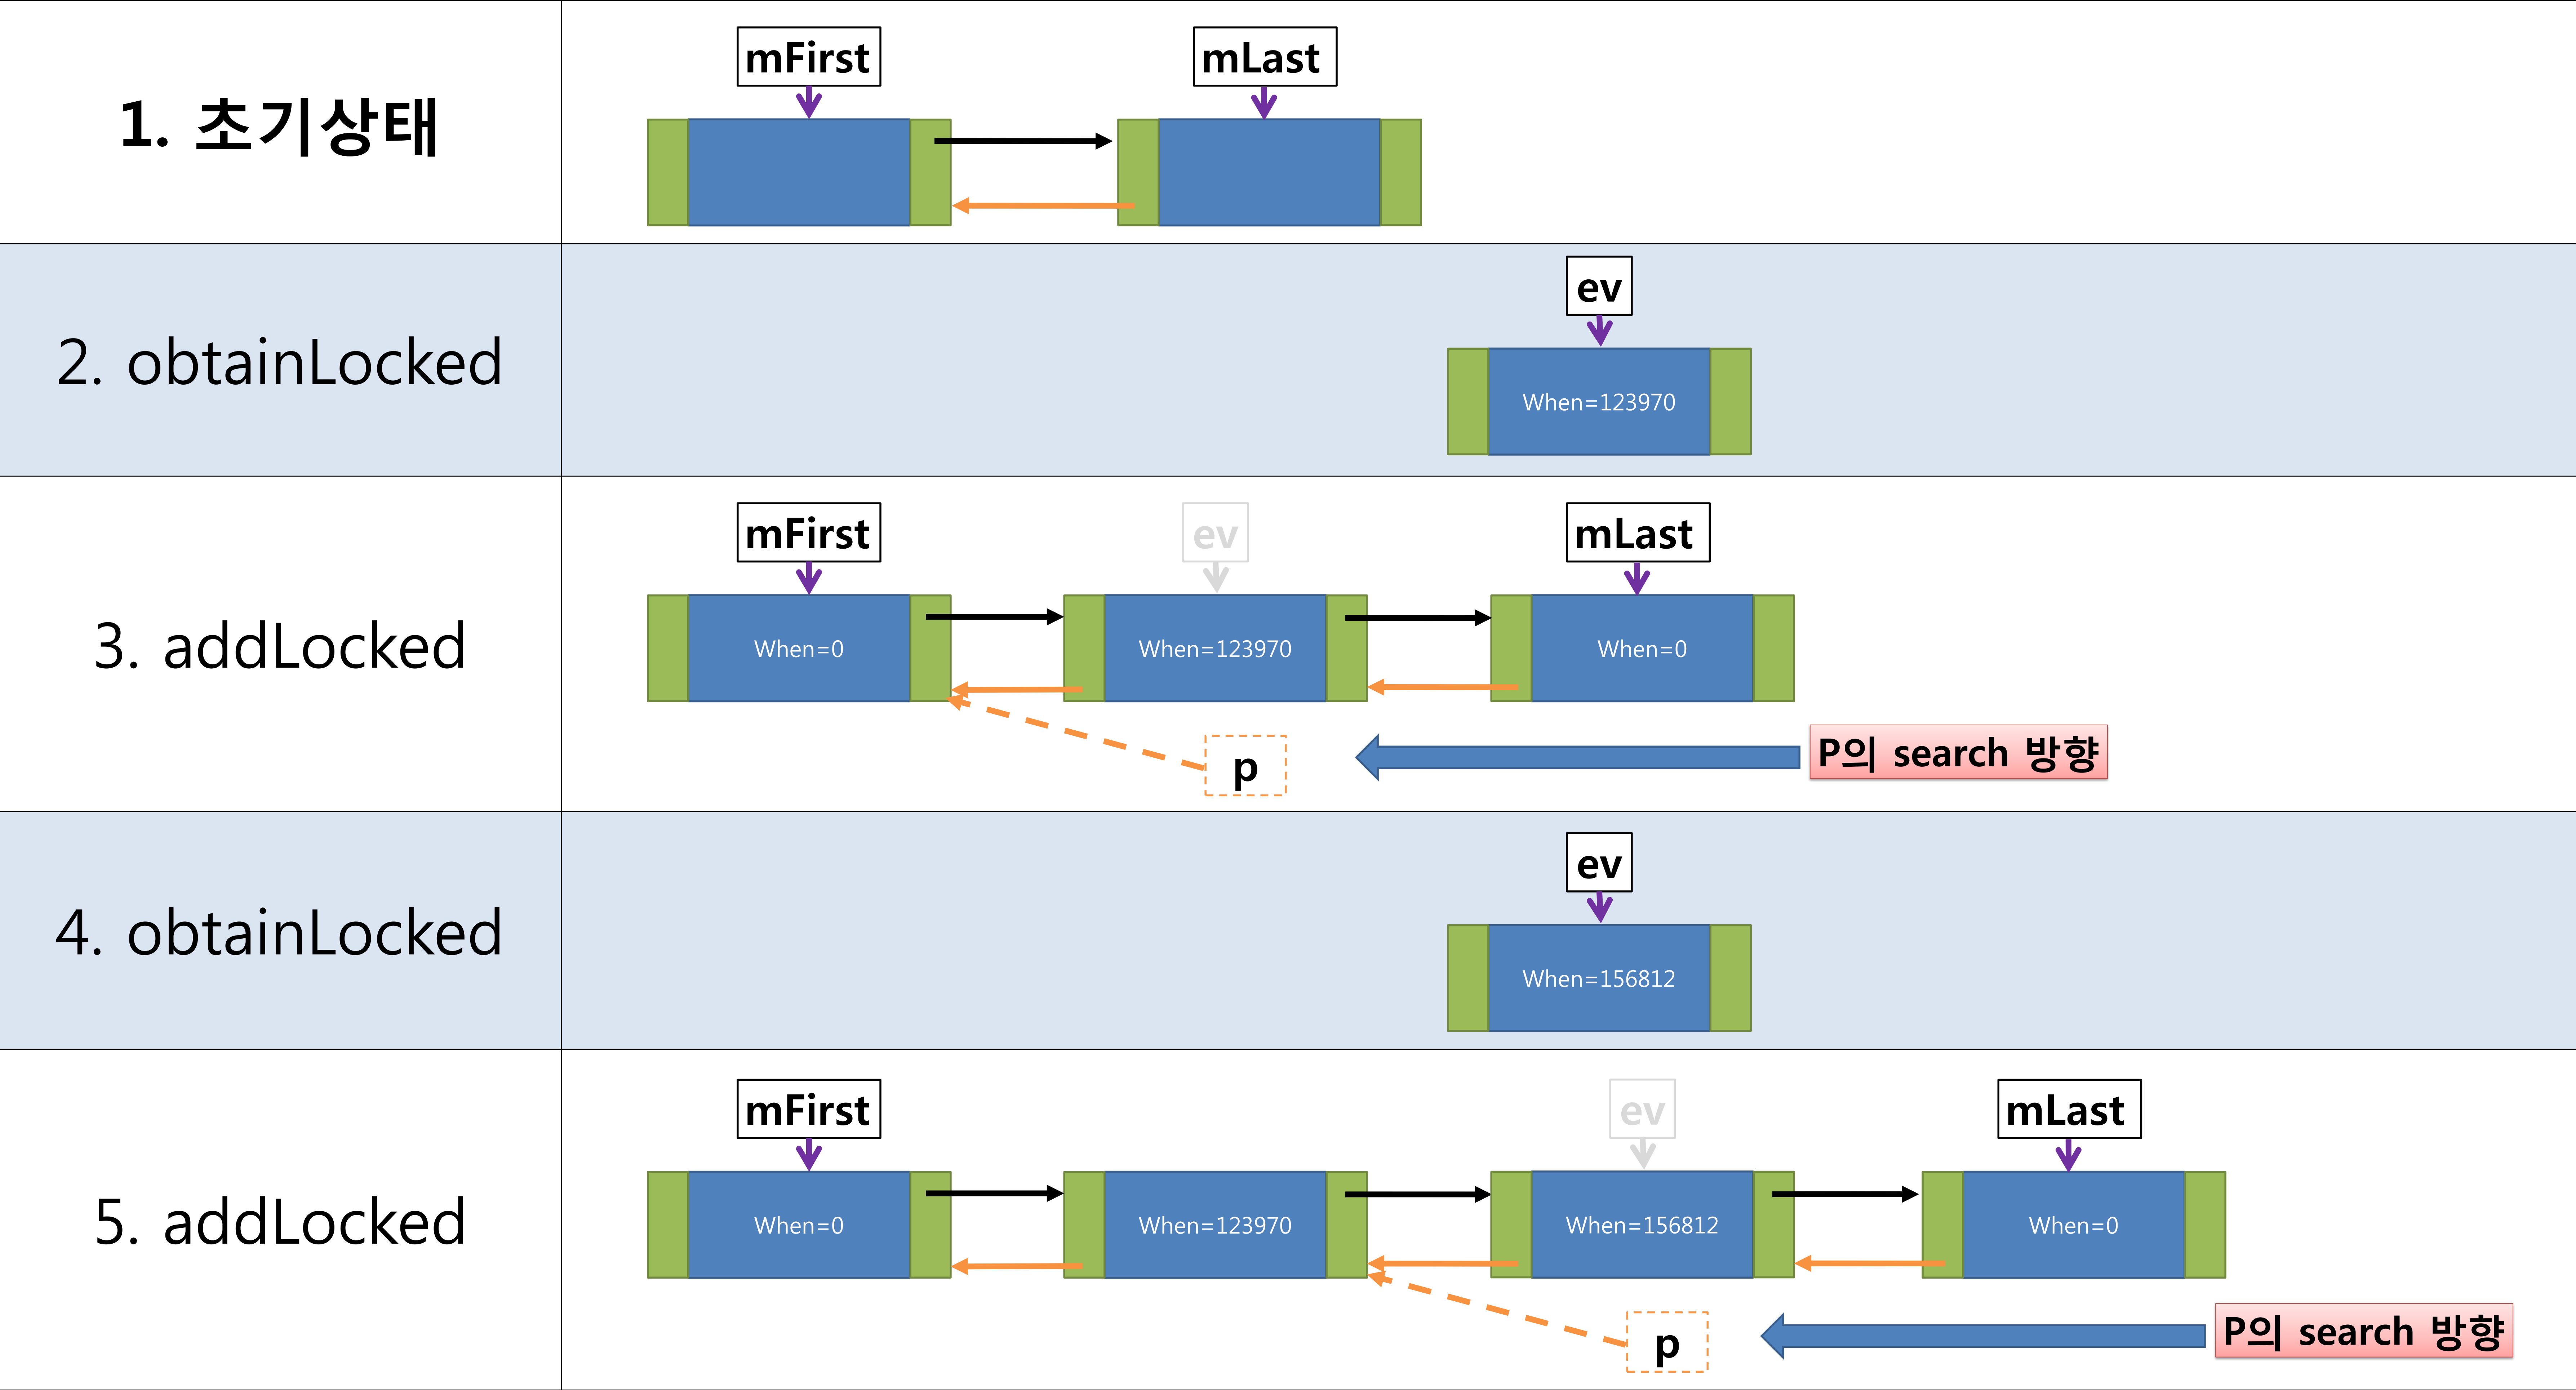 1. 초기상태
mFirst
mLast
2. obtainLocked
ev
When=123970
3. addLocked
mFirst
ev
mLast
When=0
When=123970
When=0
p
P의 search 방향
4. obtainLocked
ev
When=156812
5. addLocked
mFirst
ev
mLast
When=0
When=123970
When=156812
When=0
p
P의 search 방향